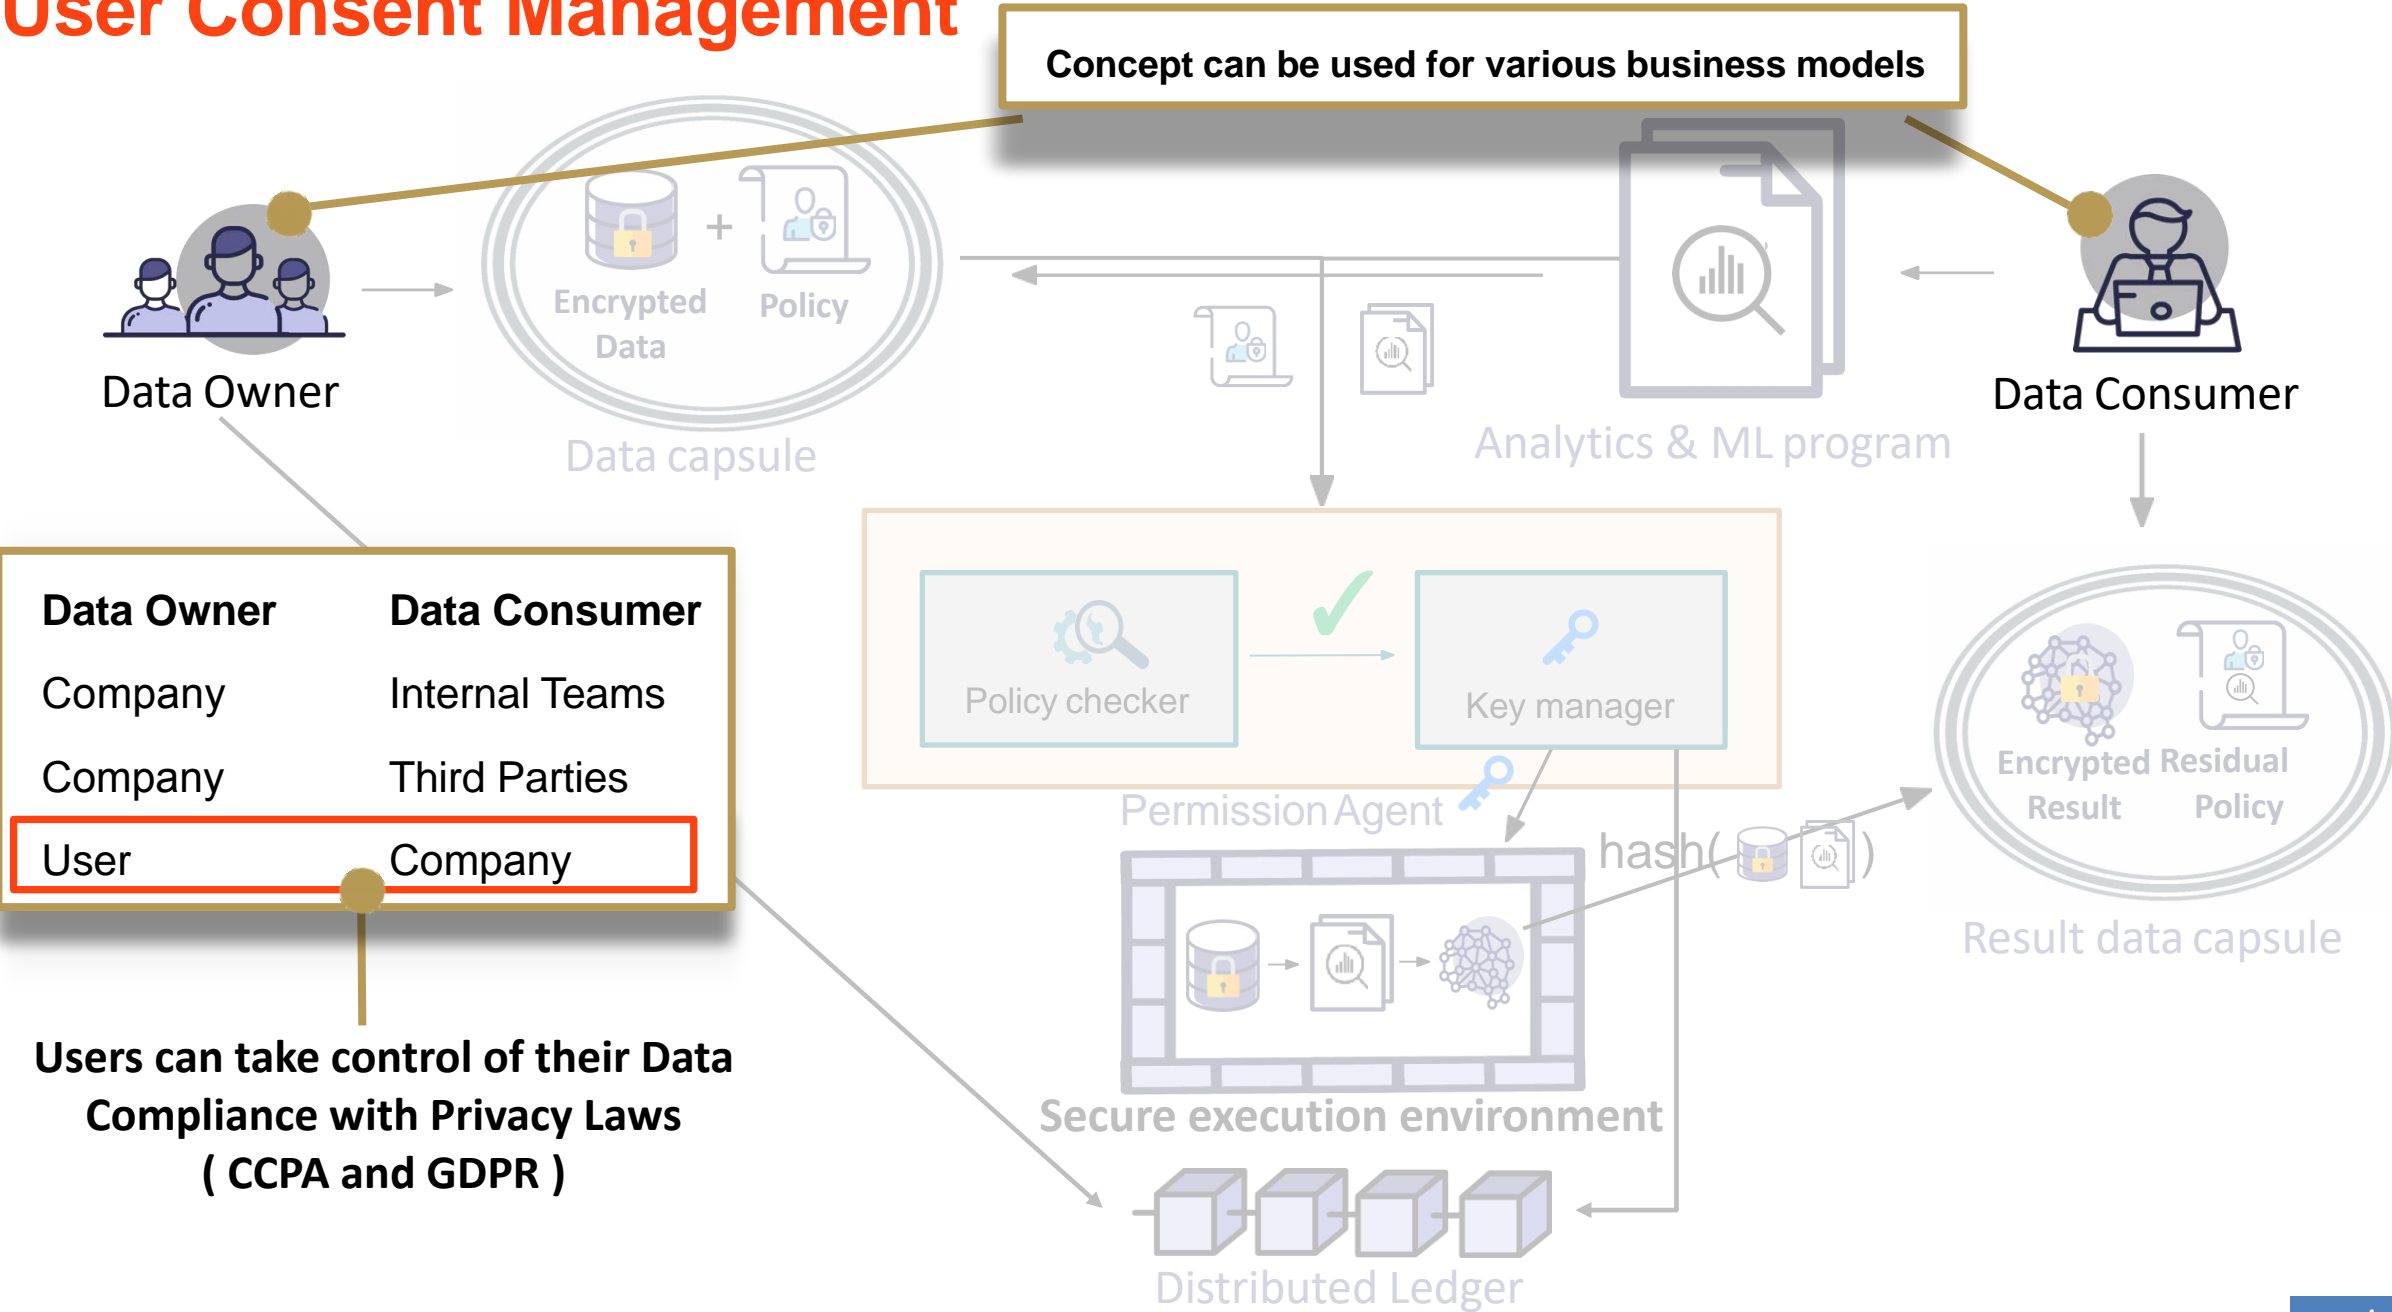 User Consent Management
Concept can be used for various business models
Encrypted
Data
Policy
Data Owner
Data Consumer
Data capsule
Analytics & ML program
Data Owner Data Consumer
Company Internal Teams
Company Third Parties
User Company
Policy checker
Key manager
Permission Agent
hash( )
Encrypted
Result
Residual
Policy
Result data capsule
Users can take control of their Data
Compliance with Privacy Laws
( CCPA and GDPR )
Secure execution environment
Distributed Ledger